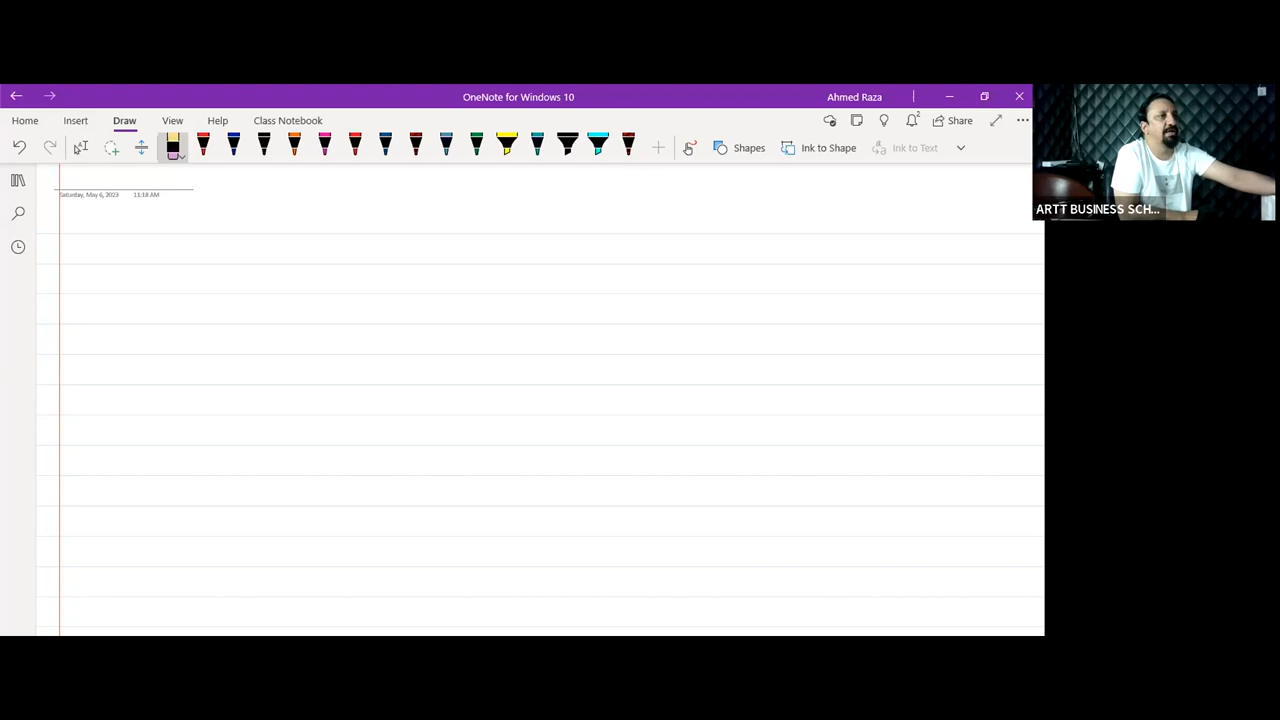 OneNote for Windows 10
Ahmed Raza
Home Insert Draw View Help Class Notebook
Share
Shapes Ink to Shape Ink to Text
Saturday, May 6, 2023 11:18 AM
ARTT BUSINESS SCH...